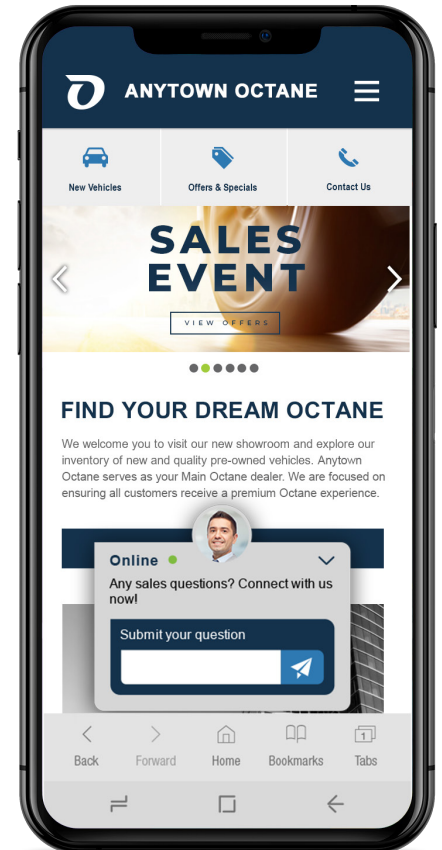 ANYTOWN OCTANE
New Vehicles
Offers & Specials
Contact Us
SALES
EVENT
VIEW OFFERS
FIND YOUR DREAM OCTANE
We welcome you to visit our new showroom and explore our
inventory of new and quality pre-owned vehicles. Anytown
Octane serves as your Main Octane dealer. We are focused on
ensuring all customers receive a premium Octane experience.
Online
Any sales questions? Connect with us
now!
Submit your question
1
Back
Forward
Home
Bookmarks
Tabs